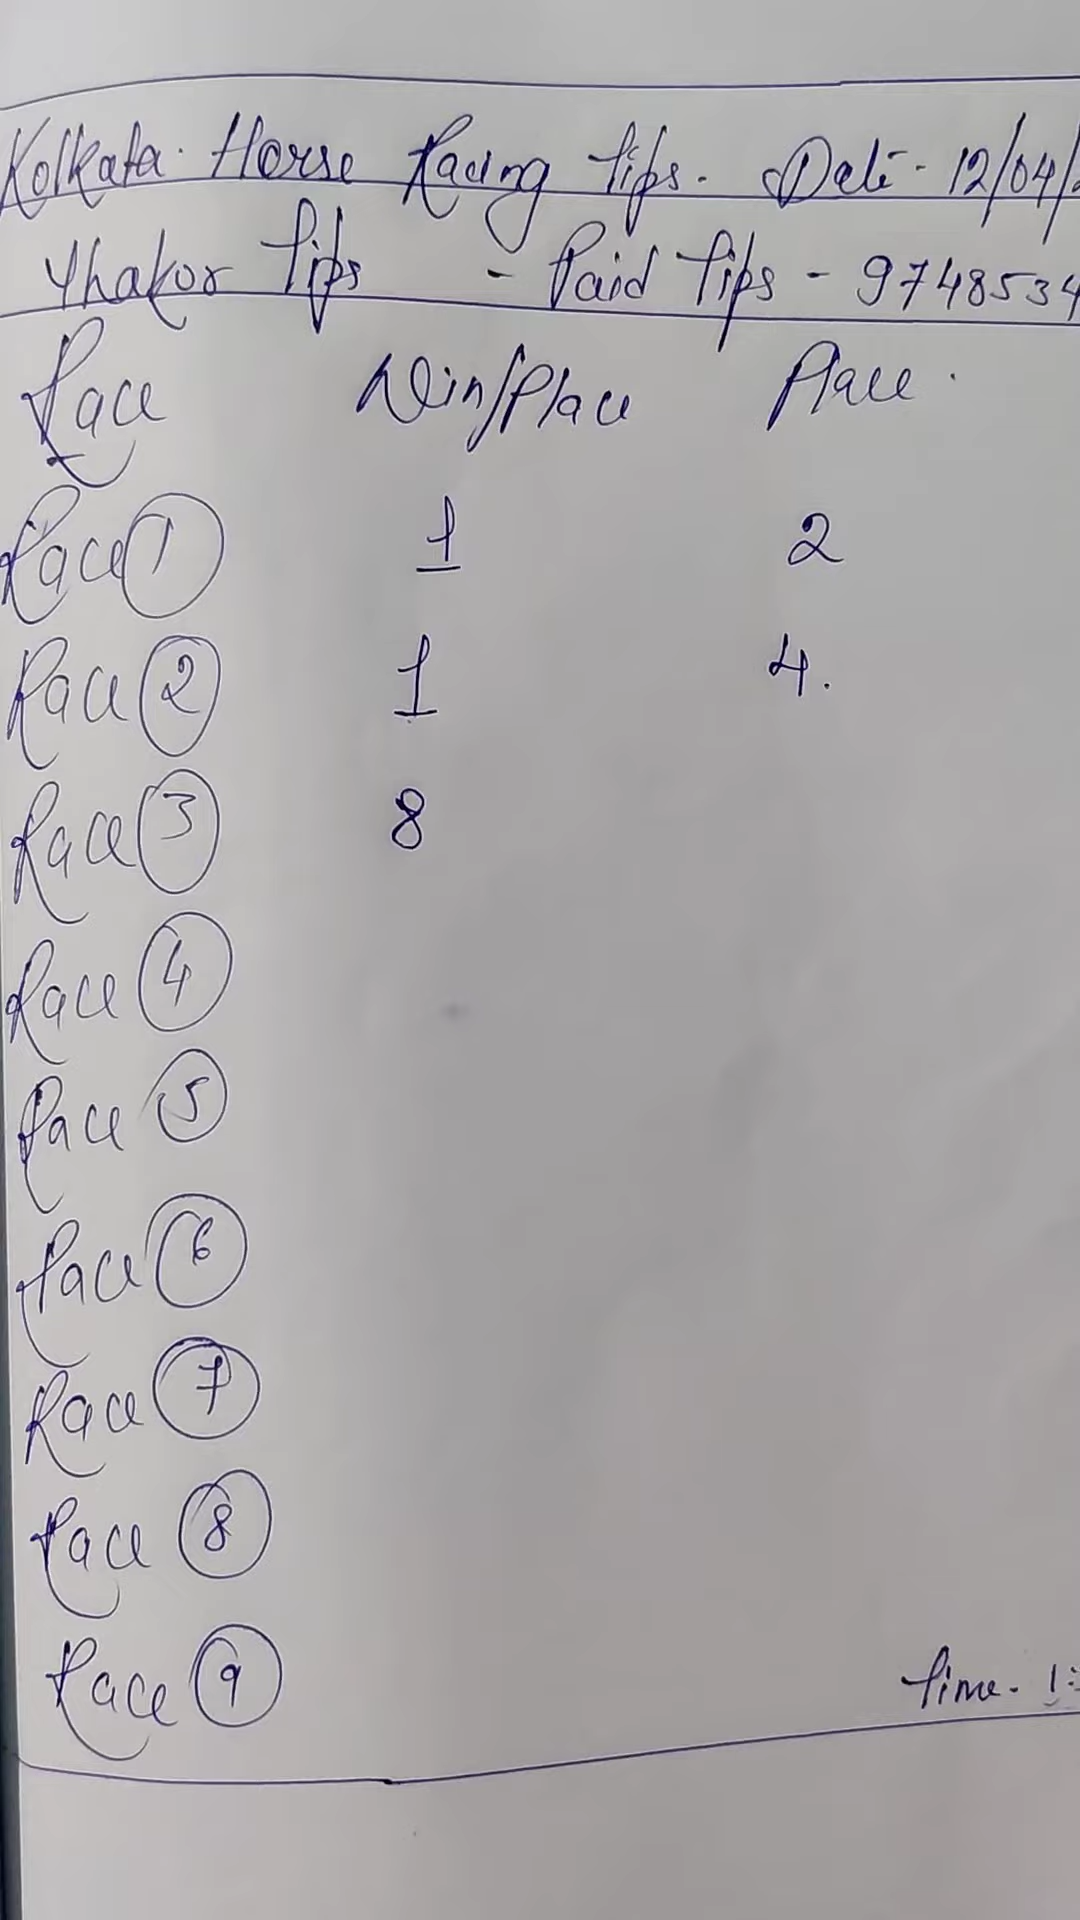 Kolkata. Horse Racing Tips. Date - 12/04/
Thakor Tips - Paid Tips - 9748534
Race Win/Place Place.
Race 1 1 2
Race 2 1 4.
Race 3 8
Race 4
Race 5
Race 6
Race 7
Race 8
Race 9
Time. 1: